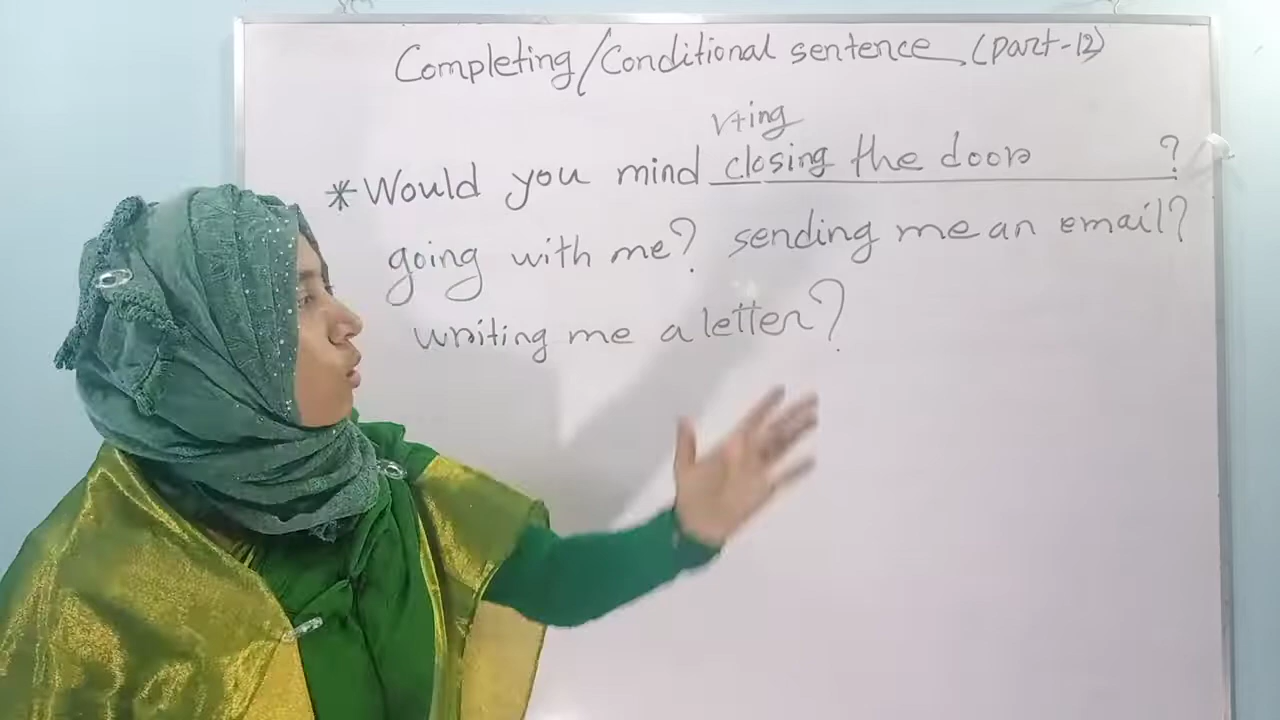 Completing/Conditional sentence (Part-12)
V+ing
*Would you mind closing the door ?
going with me? sending me an email?
writing me a letter?